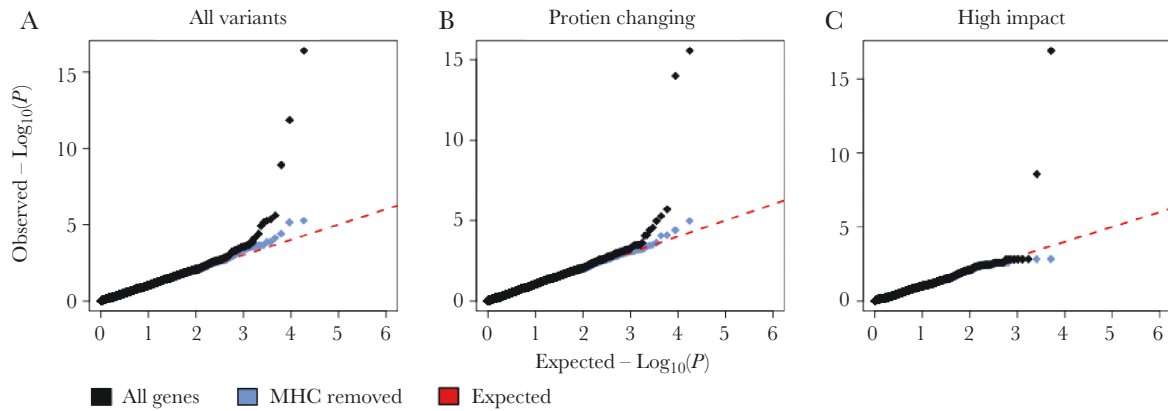 A All variants
B Protien changing
C High impact
Observed – Log10(P)
15
10
5
0
0 1 2 3 4 5 6
15
10
5
0
0 1 2 3 4 5 6
15
10
5
0
0 1 2 3 4 5 6
Expected – Log10(P)
All genes MHC removed Expected